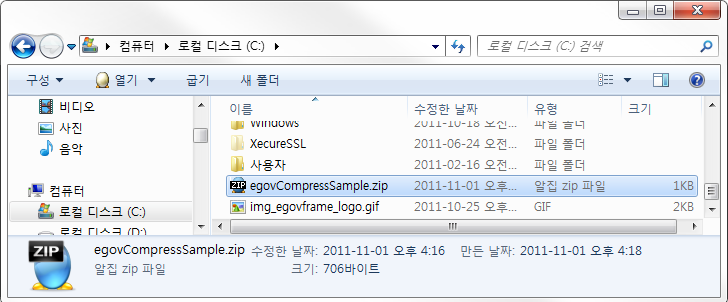 컴퓨터 로컬 디스크 (C:) 로컬 디스크 (C:) 검색
구성 열기 굽기 새 폴더
이름 수정한 날짜 유형 크기
비디오
사진
음악
컴퓨터
로컬 디스크 (C:)
로컬 디스크 (D:)
Windows 2011-10-18 오전... 파일 폴더
XecureSSL 2011-06-24 오전... 파일 폴더
사용자 2011-02-16 오전... 파일 폴더
egovCompressSample.zip 2011-11-01 오후... 알집 zip 파일 1KB
img_egovframe_logo.gif 2011-10-25 오후... GIF 2KB
ZIP
egovCompressSample.zip 수정한 날짜: 2011-11-01 오후 4:16 만든 날짜: 2011-11-01 오후 4:18
알집 zip 파일 크기: 706바이트